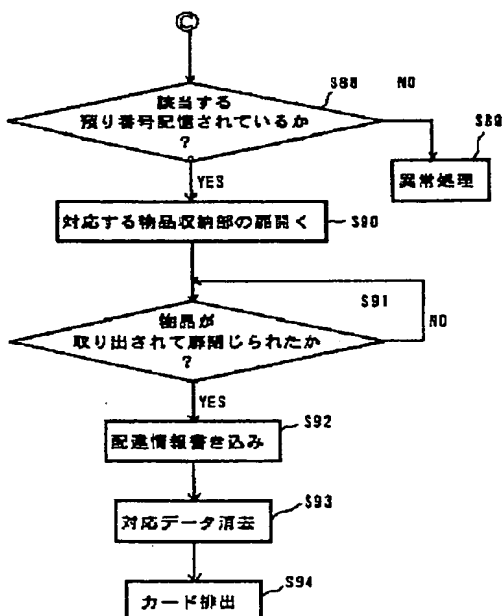 C
S88
NO
該当する
預り番号記憶されているか
?
S89
異常処理
YES
対応する物品収納部の扉開く
S90
S91
物品が
取り出されて扉閉じられたか
?
NO
YES
S92
配達情報書き込み
S93
対応データ消去
S94
カード排出